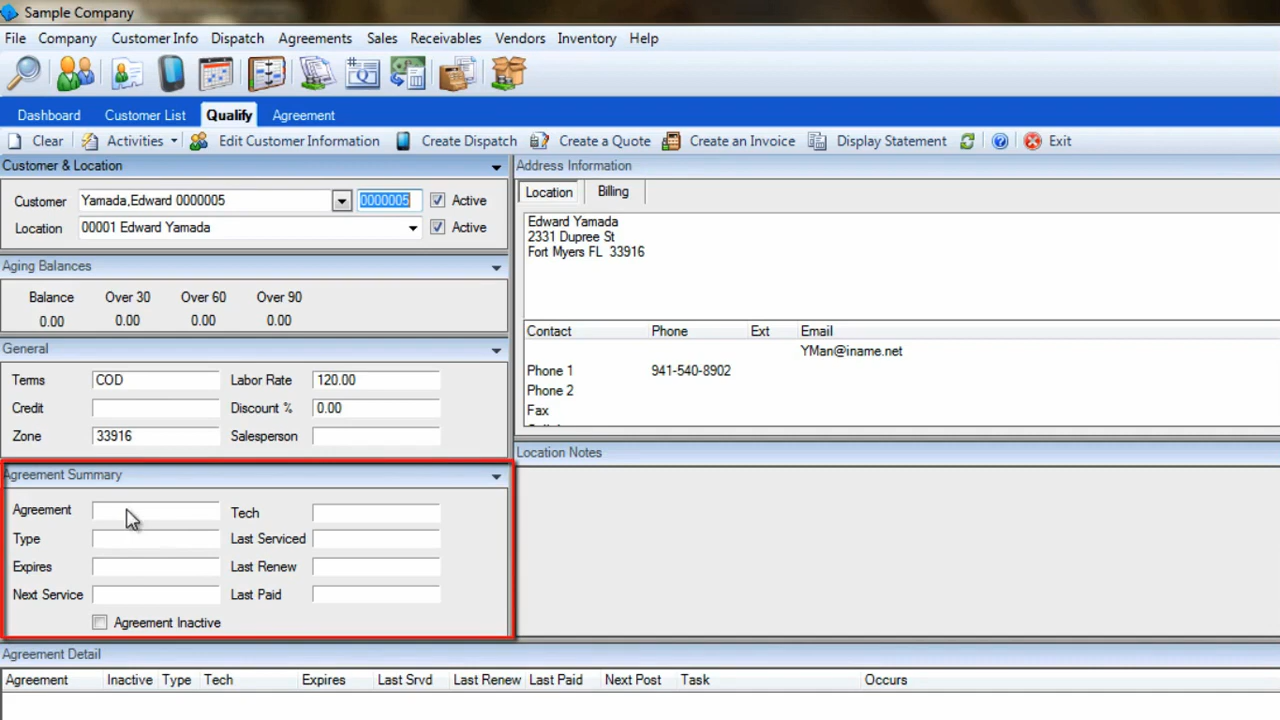 Sample Company
File Company Customer Info Dispatch Agreements Sales Receivables Vendors Inventory Help
Dashboard Customer List Qualify Agreement
Clear Activities Edit Customer Information Create Dispatch Create a Quote Create an Invoice Display Statement Exit
Customer & Location
Customer Yamada,Edward 0000005 0000005 Active
Location 00001 Edward Yamada Active
Aging Balances
Balance Over 30 Over 60 Over 90
0.00 0.00 0.00 0.00
General
Terms COD Labor Rate 120.00
Credit Discount % 0.00
Zone 33916 Salesperson
Agreement Summary
Agreement Tech
Type Last Serviced
Expires Last Renew
Next Service Last Paid
Agreement Inactive
Address Information
Location Billing
Edward Yamada
2331 Dupree St
Fort Myers FL 33916
Contact Phone Ext Email
YMan@iname.net
Phone 1 941-540-8902
Phone 2
Fax
Location Notes
Agreement Detail
Agreement Inactive Type Tech Expires Last Srvd Last Renew Last Paid Next Post Task Occurs